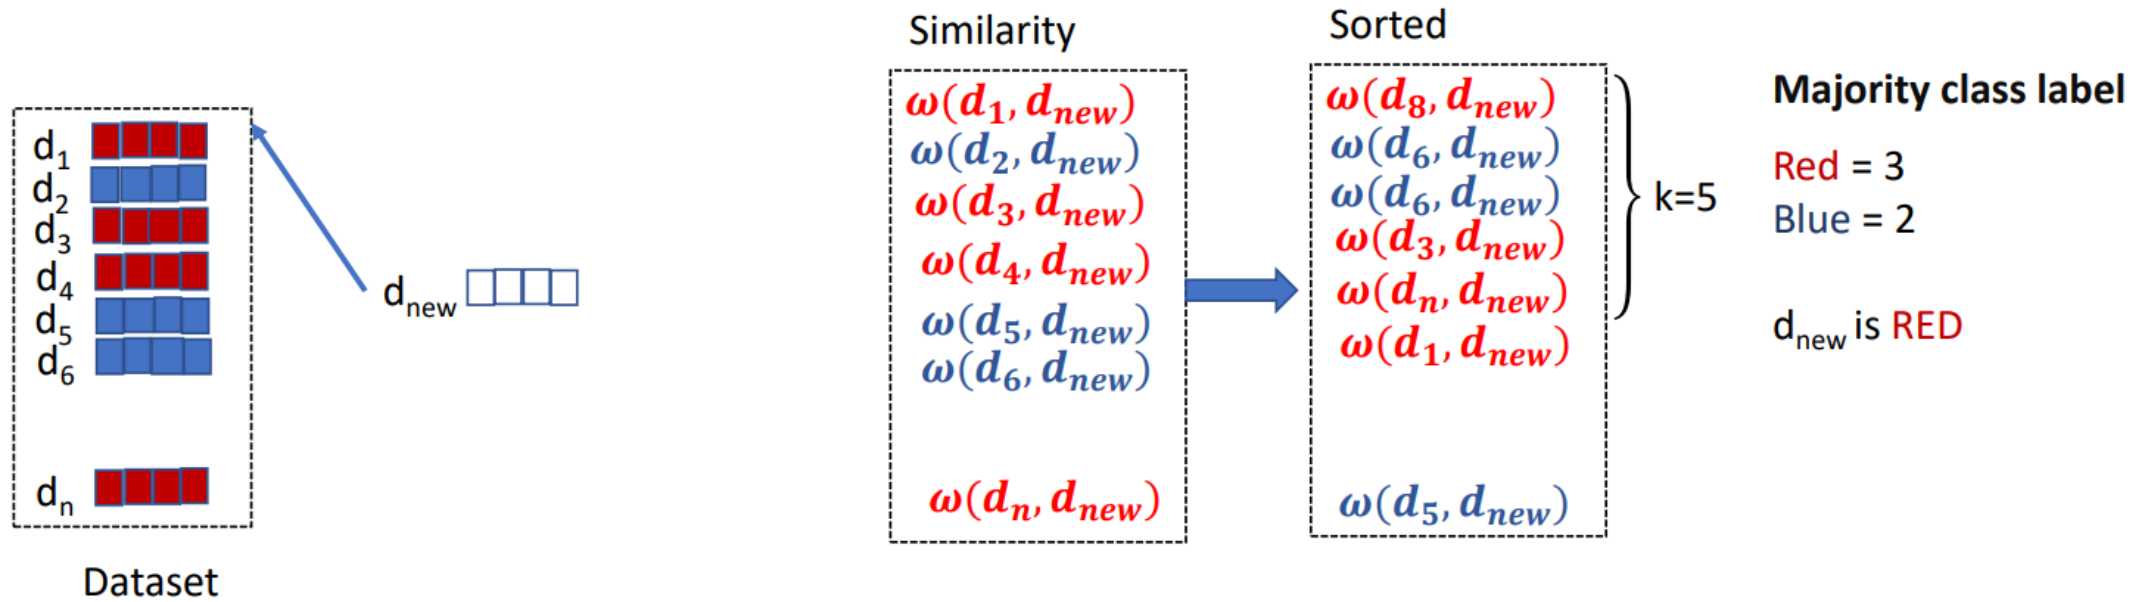 d1
d2
d3
d4
d5
d6
dn
Dataset
dnew
Similarity
ω(d1, dnew)
ω(d2, dnew)
ω(d3, dnew)
ω(d4, dnew)
ω(d5, dnew)
ω(d6, dnew)
ω(dn, dnew)
Sorted
ω(d8, dnew)
ω(d6, dnew)
ω(d6, dnew)
ω(d3, dnew)
ω(dn, dnew)
ω(d1, dnew)
ω(d5, dnew)
k=5
Majority class label
Red = 3
Blue = 2
dnew is RED